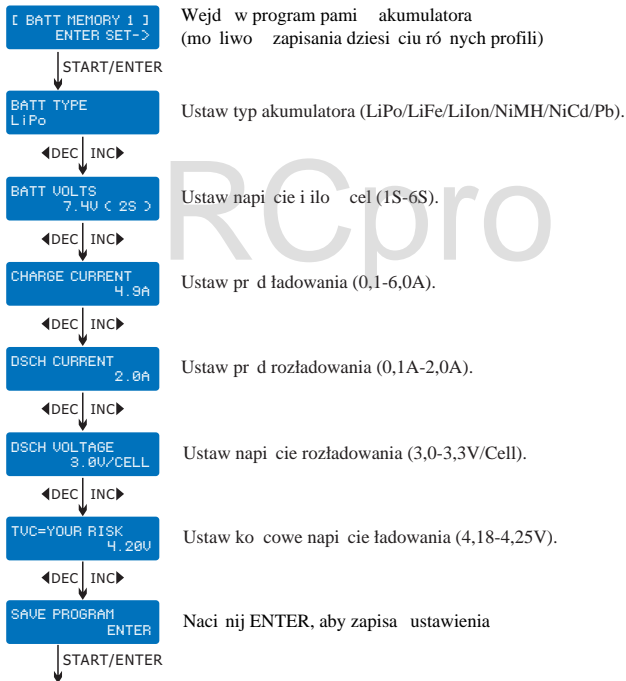 [ BATT MEMORY 1 ]
ENTER SET->
Wejd w program pami akumulatora
(mo liwo zapisania dziesi ciu ró nych profili)
START/ENTER
BATT TYPE
LiPo
Ustaw typ akumulatora (LiPo/LiFe/LiIon/NiMH/NiCd/Pb).
◀DEC INC▶
BATT VOLTS
7.4V ( 2S )
Ustaw napi cie i ilo cel (1S-6S).
RCpro
◀DEC INC▶
CHARGE CURRENT
4.9A
Ustaw pr d ładowania (0,1-6,0A).
◀DEC INC▶
DSCH CURRENT
2.0A
Ustaw pr d rozładowania (0,1A-2,0A).
◀DEC INC▶
DSCH VOLTAGE
3.0V/CELL
Ustaw napi cie rozładowania (3,0-3,3V/Cell).
◀DEC INC▶
TVC=YOUR RISK
4.20V
Ustaw ko cowe napi cie ładowania (4,18-4,25V).
◀DEC INC▶
SAVE PROGRAM
ENTER
Naci nij ENTER, aby zapisa ustawienia
START/ENTER